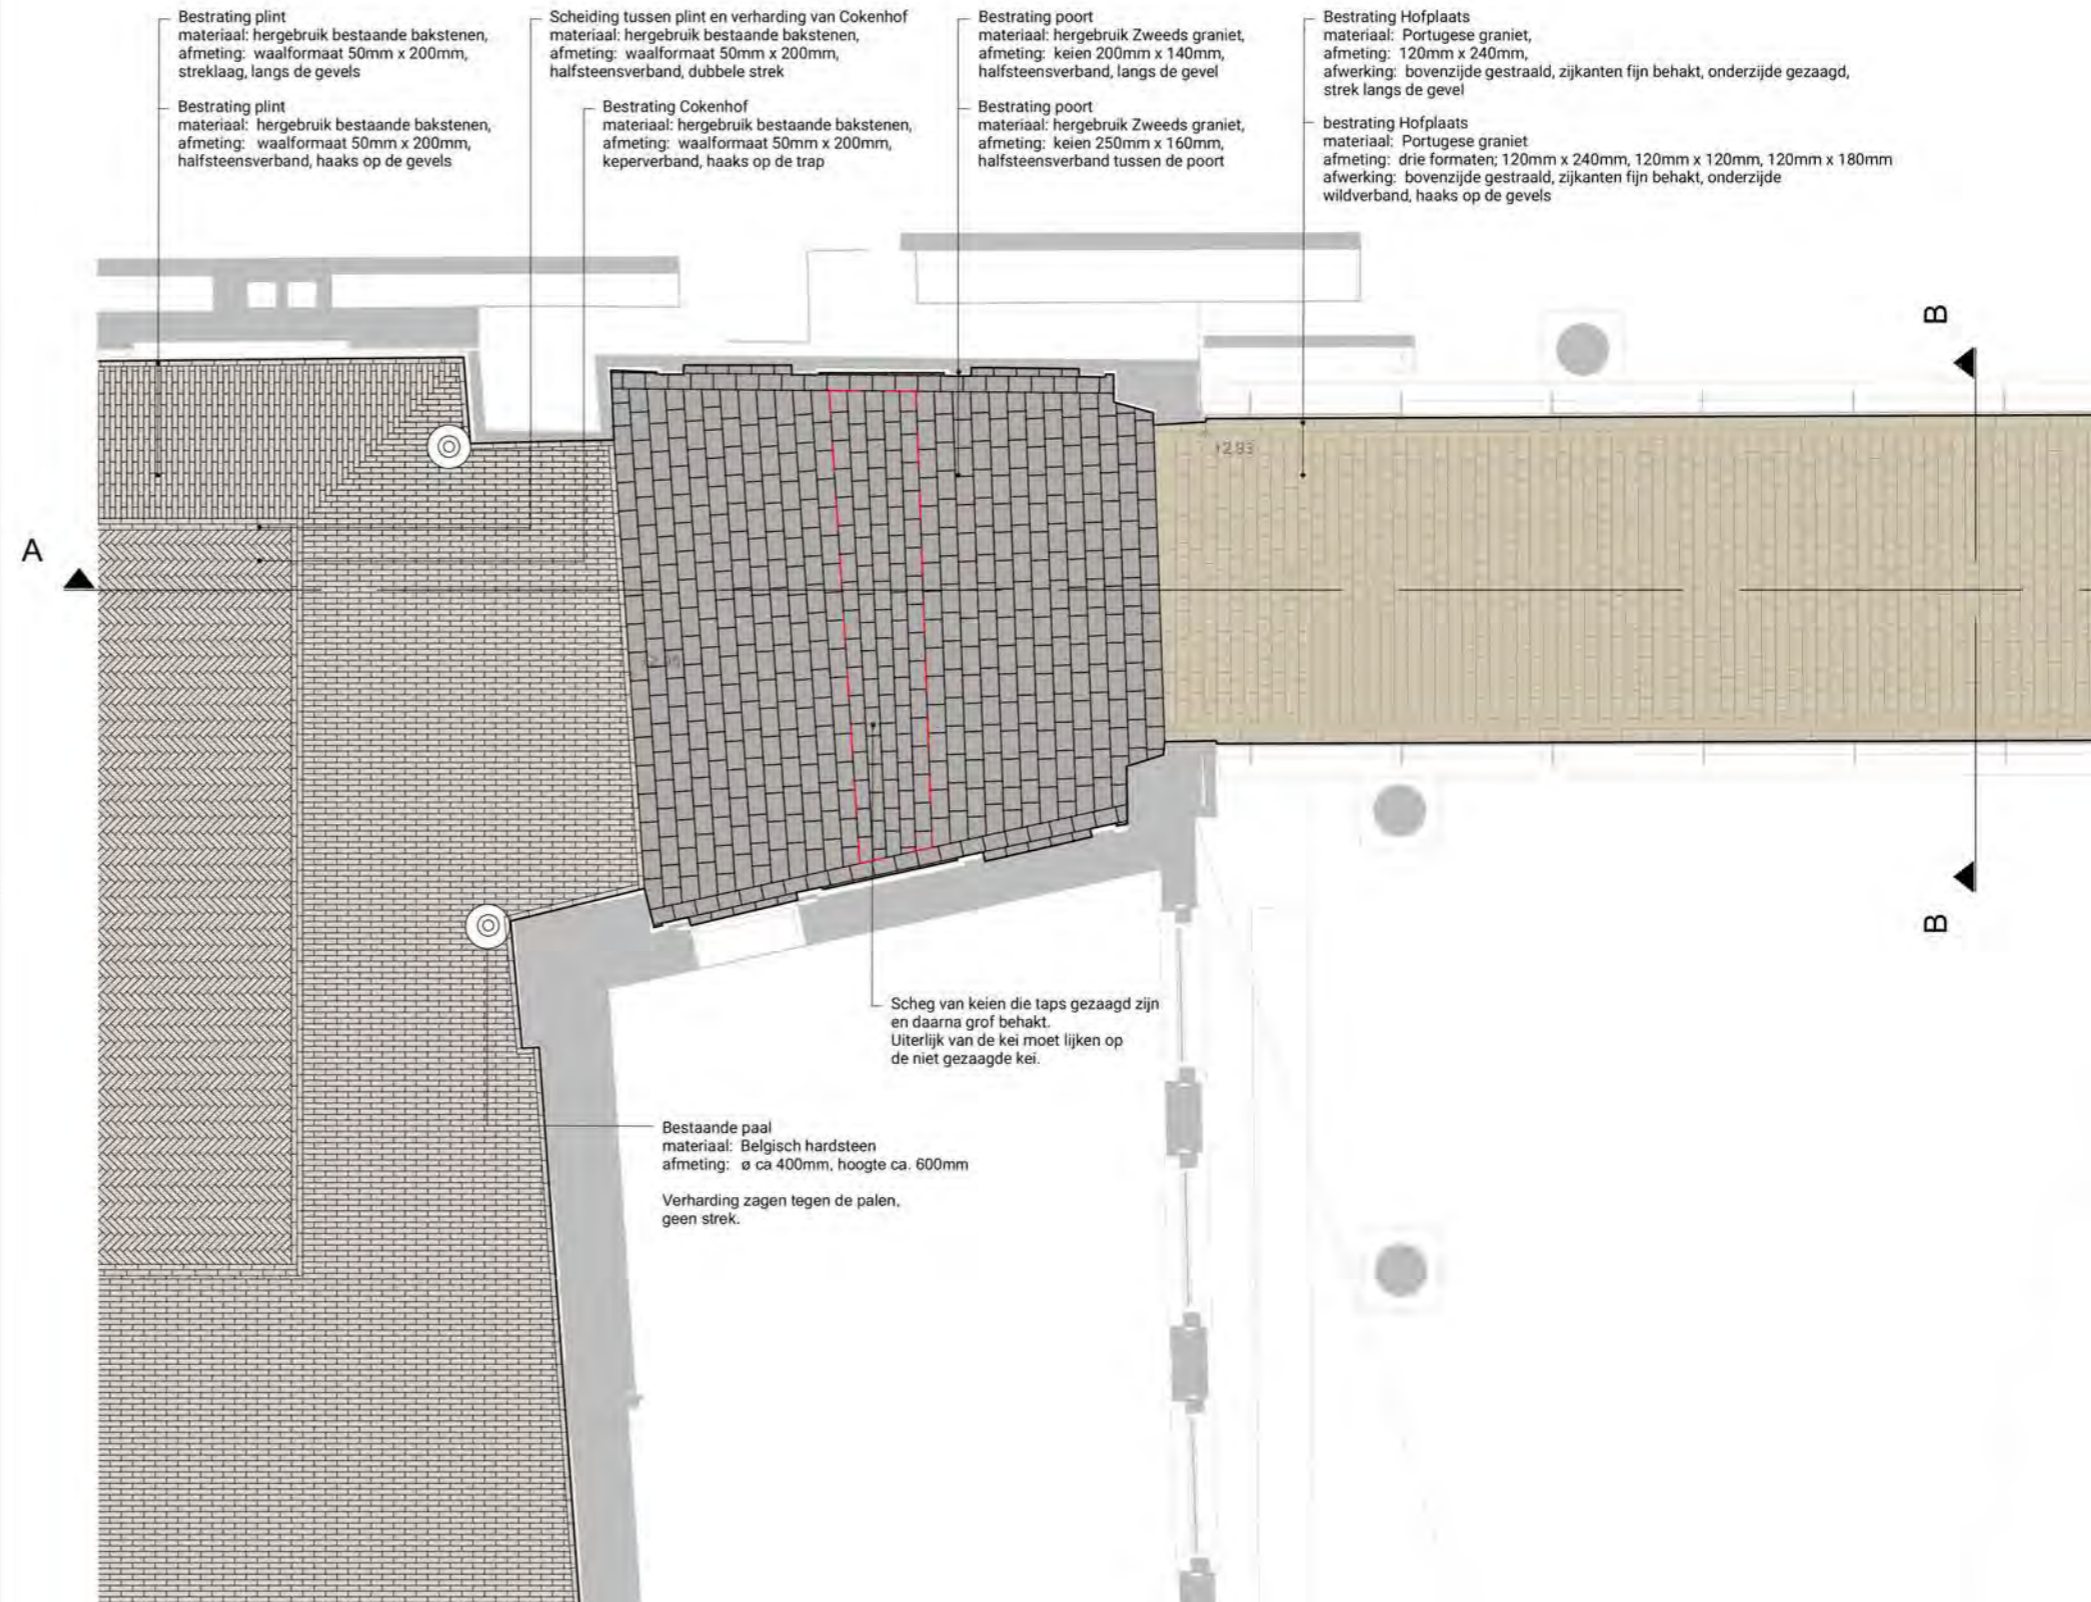 Bestrating plint
materiaal: hergebruik bestaande bakstenen,
afmeting: waalformaat 50mm x 200mm,
streklaag, langs de gevels
Bestrating plint
materiaal: hergebruik bestaande bakstenen,
afmeting: waalformaat 50mm x 200mm,
halfsteensverband, haaks op de gevels
Scheiding tussen plint en verharding van Cokenhof
materiaal: hergebruik bestaande bakstenen,
afmeting: waalformaat 50mm x 200mm,
halfsteensverband, dubbele strek
Bestrating Cokenhof
materiaal: hergebruik bestaande bakstenen,
afmeting: waalformaat 50mm x 200mm,
keperverband, haaks op de trap
Bestrating poort
materiaal: hergebruik Zweeds graniet,
afmeting: keien 200mm x 140mm,
halfsteensverband, langs de gevel
Bestrating poort
materiaal: hergebruik Zweeds graniet,
afmeting: keien 250mm x 160mm,
halfsteensverband tussen de poort
Bestrating Hofplaats
materiaal: Portugese graniet,
afmeting: 120mm x 240mm,
afwerking: bovenzijde gestraald, zijkanten fijn behakt, onderzijde gezaagd,
strek langs de gevel
bestrating Hofplaats
materiaal: Portugese graniet
afmeting: drie formaten; 120mm x 240mm, 120mm x 120mm, 120mm x 180mm
afwerking: bovenzijde gestraald, zijkanten fijn behakt, onderzijde
wildverband, haaks op de gevels
B
+2.93
A
B
Scheg van keien die taps gezaagd zijn
en daarna grof behakt.
Uiterlijk van de kei moet lijken op
de niet gezaagde kei.
Bestaande paal
materiaal: Belgisch hardsteen
afmeting: ø ca 400mm, hoogte ca. 600mm
Verharding zagen tegen de palen,
geen strek.